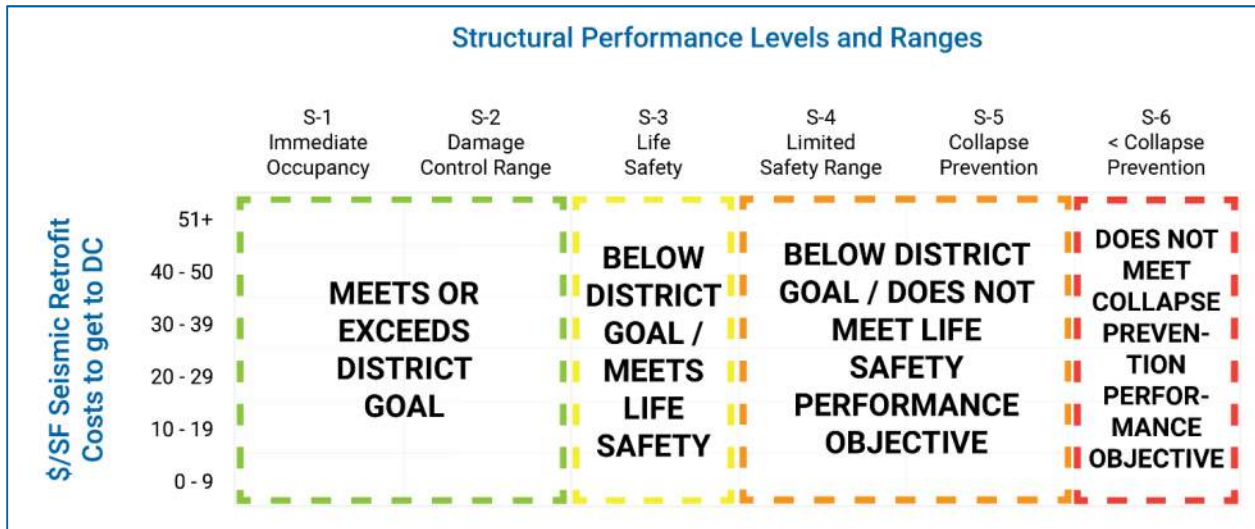 Structural Performance Levels and Ranges
S-1
Immediate
Occupancy
S-2
Damage
Control Range
S-3
Life
Safety
S-4
Limited
Safety Range
S-5
Collapse
Prevention
S-6
< Collapse
Prevention
$/SF Seismic Retrofit
Costs to get to DC
51+
40 - 50
30 - 39
20 - 29
10 - 19
0 - 9
MEETS OR
EXCEEDS
DISTRICT
GOAL
BELOW
DISTRICT
GOAL /
MEETS
LIFE
SAFETY
BELOW DISTRICT
GOAL / DOES NOT
MEET LIFE
SAFETY
PERFORMANCE
OBJECTIVE
DOES NOT
MEET
COLLAPSE
PREVEN-
TION
PERFOR-
MANCE
OBJECTIVE